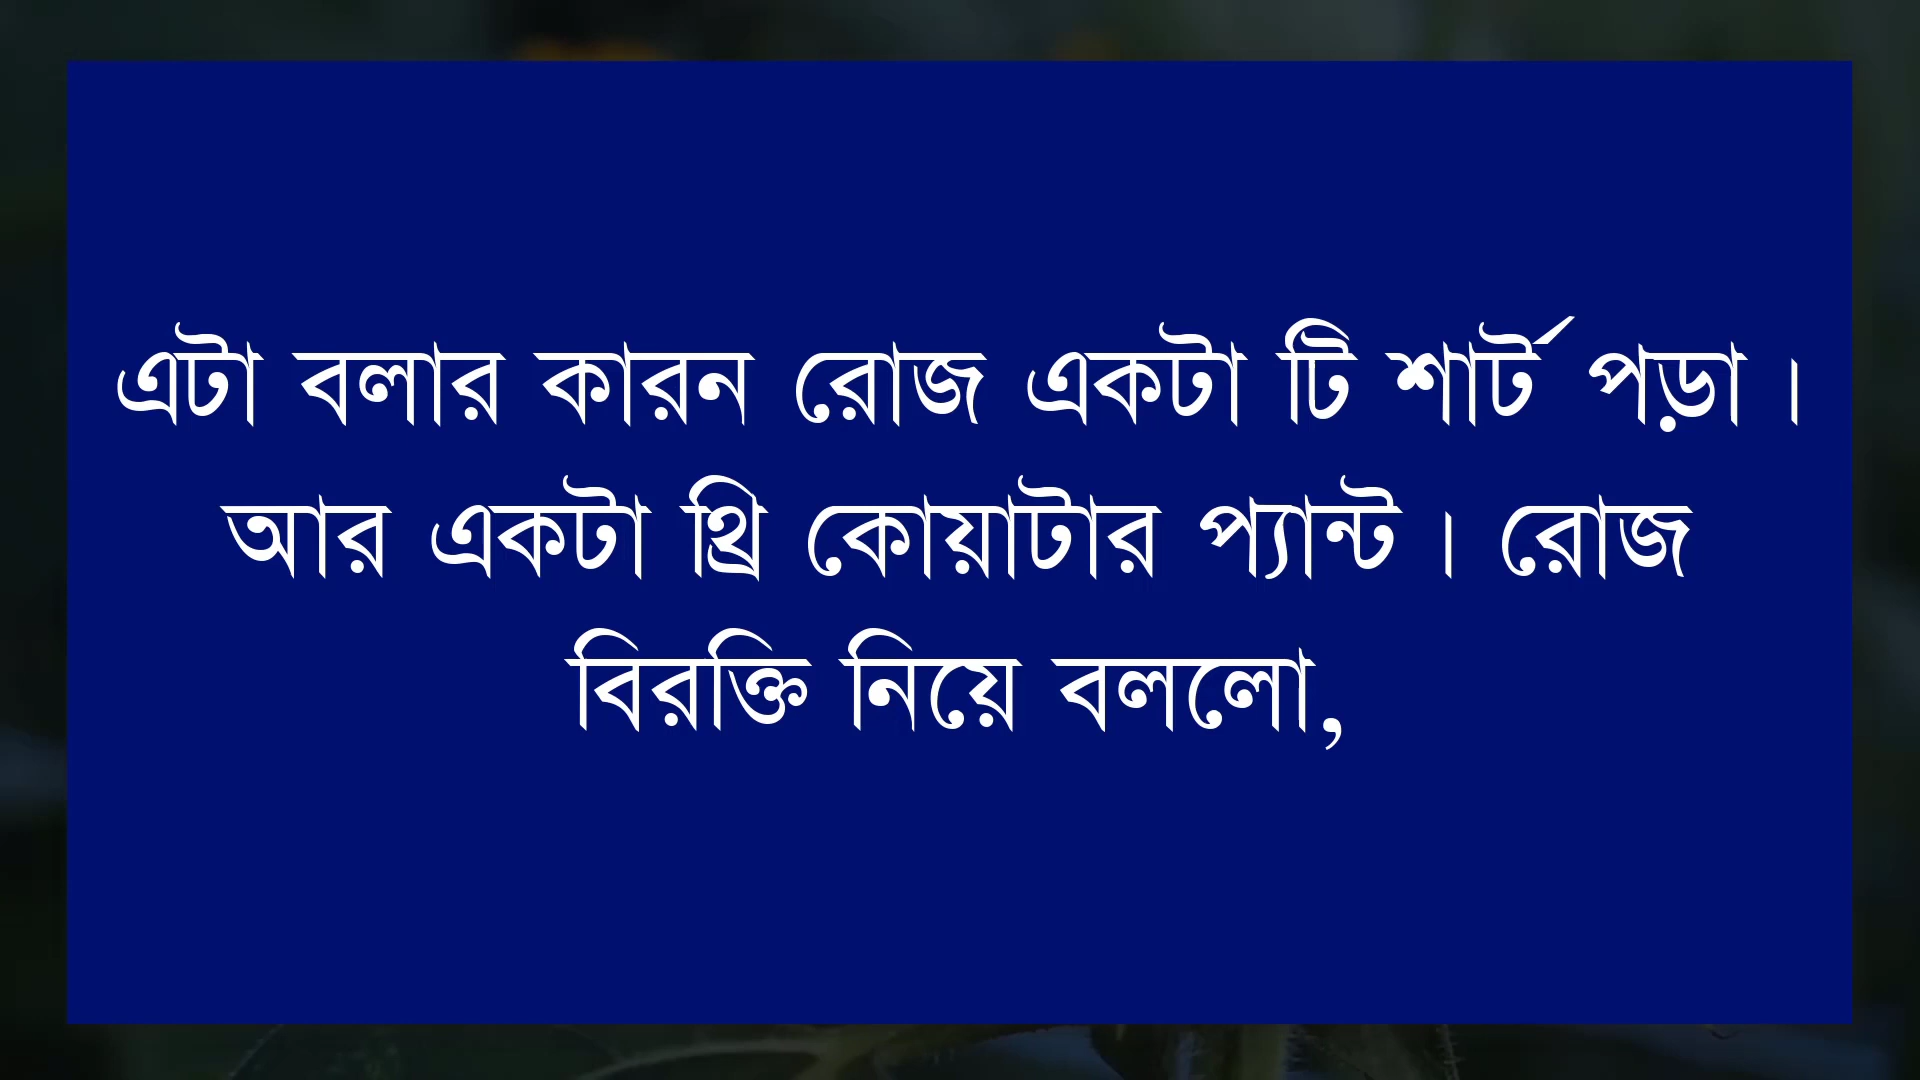 এটা বলার কারন রোজ একটা টি শার্ট পড়া।
আর একটা থ্রি কোয়াটার প্যান্ট। রোজ
বিরক্তি নিয়ে বললো,